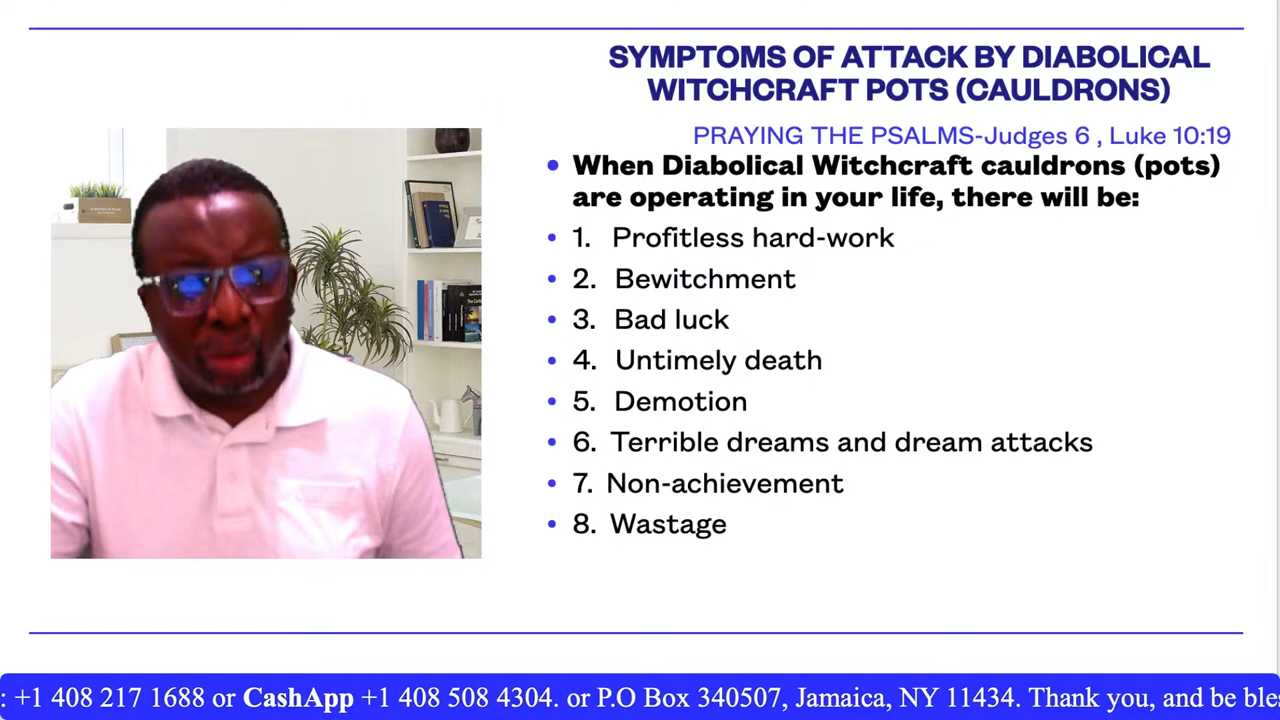 SYMPTOMS OF ATTACK BY DIABOLICAL
WITCHCRAFT POTS (CAULDRONS)
PRAYING THE PSALMS-Judges 6 , Luke 10:19
• When Diabolical Witchcraft cauldrons (pots)
are operating in your life, there will be:
• 1. Profitless hard-work
• 2. Bewitchment
• 3. Bad luck
• 4. Untimely death
• 5. Demotion
• 6. Terrible dreams and dream attacks
• 7. Non-achievement
• 8. Wastage
: +1 408 217 1688 or CashApp +1 408 508 4304. or P.O Box 340507, Jamaica, NY 11434. Thank you, and be ble